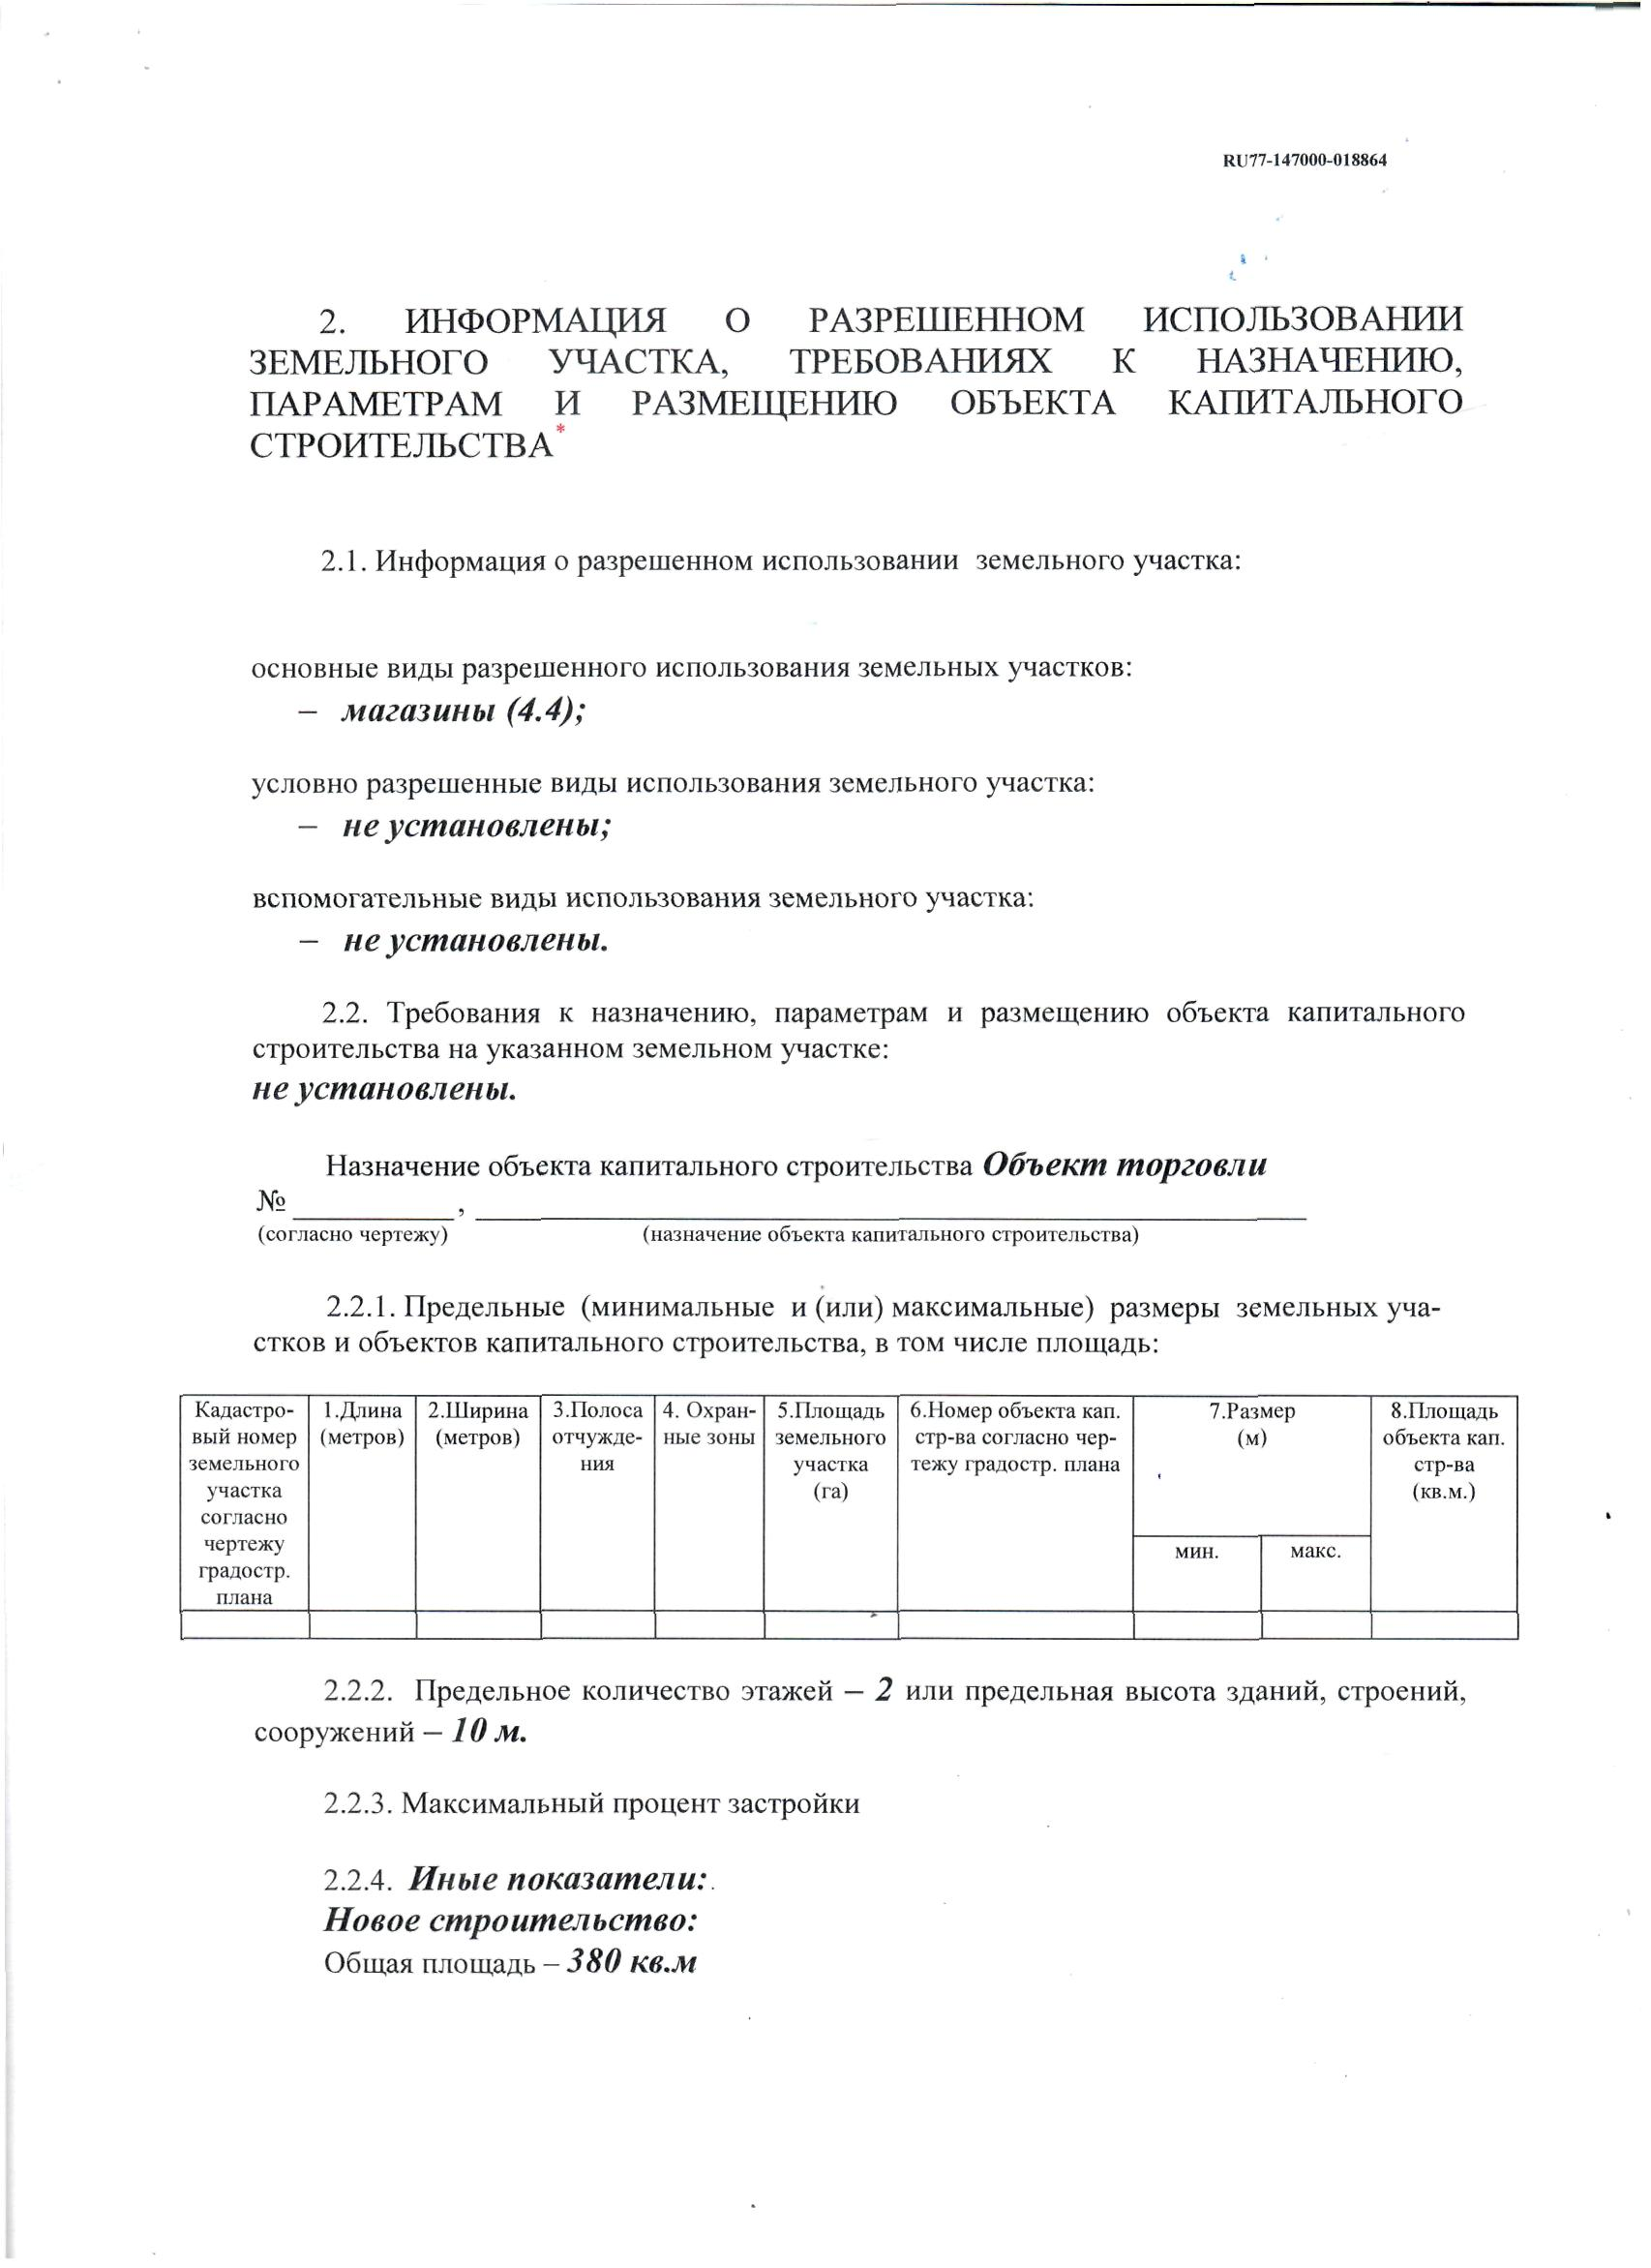 RU77-147000-018864
2. ИНФОРМАЦИЯ О РАЗРЕШЕННОМ ИСПОЛЬЗОВАНИИ
ЗЕМЕЛЬНОГО УЧАСТКА, ТРЕБОВАНИЯХ К НАЗНАЧЕНИЮ,
ПАРАМЕТРАМ И РАЗМЕЩЕНИЮ ОБЪЕКТА КАПИТАЛЬНОГО
СТРОИТЕЛЬСТВА*
2.1. Информация о разрешенном использовании земельного участка:
основные виды разрешенного использования земельных участков:
– магазины (4.4);
условно разрешенные виды использования земельного участка:
– не установлены;
вспомогательные виды использования земельного участка:
– не установлены.
2.2. Требования к назначению, параметрам и размещению объекта капитального
строительства на указанном земельном участке:
не установлены.
Назначение объекта капитального строительства Объект торговли
№ ___________, ___________
(согласно чертежу) (назначение объекта капитального строительства)
2.2.1. Предельные (минимальные и (или) максимальные) размеры земельных уча-
стков и объектов капитального строительства, в том числе площадь:
Кадастро-
вый номер
земельного
участка
согласно
чертежу
градостр.
плана
1.Длина
(метров)
2.Ширина
(метров)
3.Полоса
отчужде-
ния
4. Охран-
ные зоны
5.Площадь
земельного
участка
(га)
6.Номер объекта кап.
стр-ва согласно чер-
тежу градостр. плана
7.Размер
(м)
мин.
макс.
8.Площадь
объекта кап.
стр-ва
(кв.м.)
2.2.2. Предельное количество этажей – 2 или предельная высота зданий, строений,
сооружений – 10 м.
2.2.3. Максимальный процент застройки
2.2.4. Иные показатели:
Новое строительство:
Общая площадь – 380 кв.м